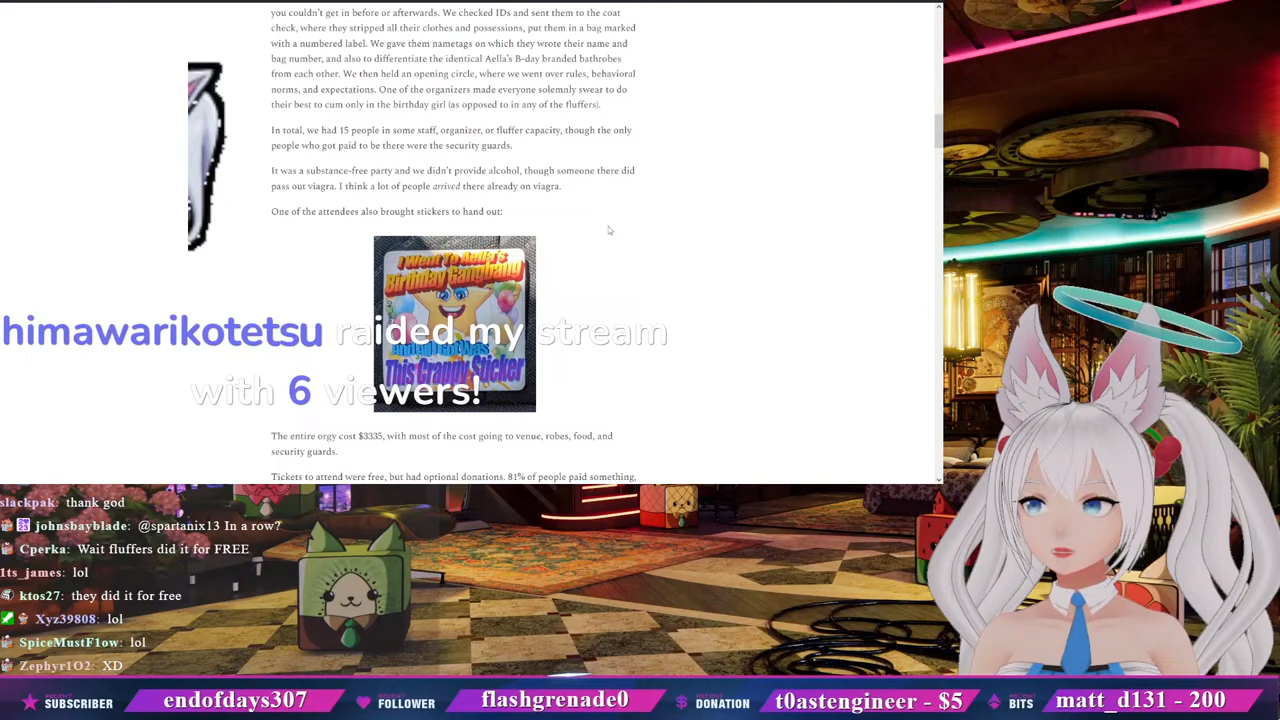 you couldn't get in before or afterwards. We checked IDs and sent them to the coat
check, where they stripped all their clothes and possessions, put them in a bag marked
with a numbered label. We gave them nametags on which they wrote their name and
bag number, and also to differentiate the identical Aella's B-day branded bathrobes
from each other. We then held an opening circle, where we went over rules, behavioral
norms, and expectations. One of the organizers made everyone solemnly swear to do
their best to cum only in the birthday girl (as opposed to in any of the fluffers).
In total, we had 15 people in some staff, organizer, or fluffer capacity, though the only
people who got paid to be there were the security guards.
It was a substance-free party and we didn't provide alcohol, though someone there did
pass out viagra. I think a lot of people arrived there already on viagra.
One of the attendees also brought stickers to hand out:
I Went To Aella's
Birthday Gangbang
himawarikotetsu raided my stream
with 6 viewers!
Was
This Crappy Sticker
The entire orgy cost $3335, with most of the cost going to venue, robes, food, and
security guards.
Tickets to attend were free, but had optional donations. 81% of people paid something,
slackpak: thank god
johnsbayblade: @spartanix13 In a row?
Cperka: Wait fluffers did it for FREE
1ts_james: lol
ktos27: they did it for free
Xyz39808: lol
SpiceMustF1ow: lol
Zephyr1O2: XD
RECENT SUBSCRIBER endofdays307 RECENT FOLLOWER flashgrenade0 RECENT DONATION t0astengineer - $5 RECENT BITS matt_d131 - 200